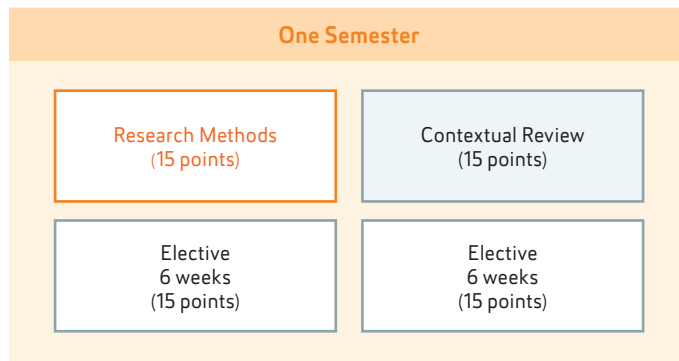 One Semester
Research Methods
(15 points)
Contextual Review
(15 points)
Elective
6 weeks
(15 points)
Elective
6 weeks
(15 points)